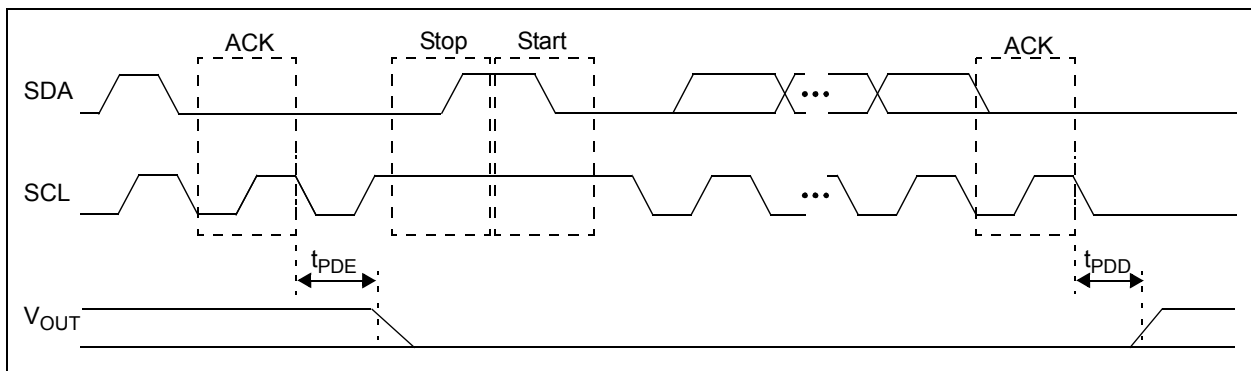 ACK Stop Start ACK
SDA ...
SCL ...
tPDE tPDD
VOUT